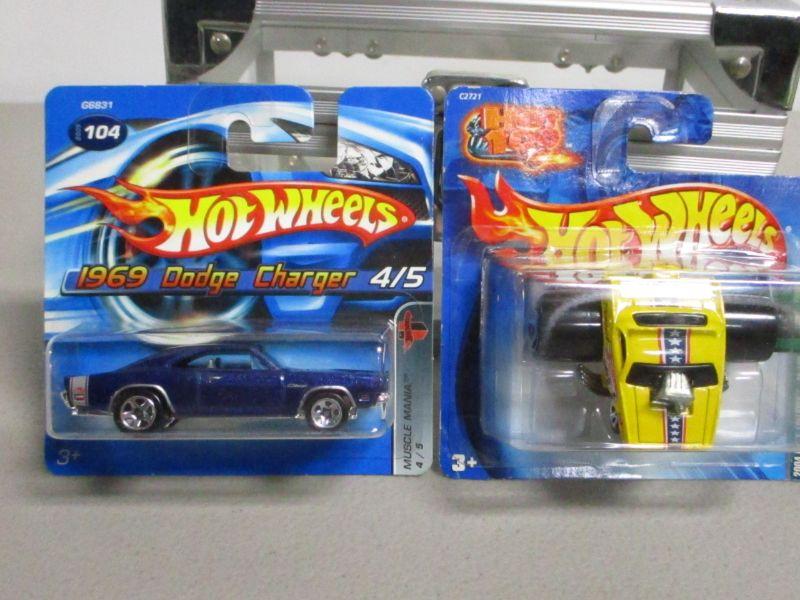 G6831
104
HOT WHEELS
1969 Dodge Charger 4/5
MUSCLE MANIA
4/5
3+
C2721
HOT WHEELS
3+
2004